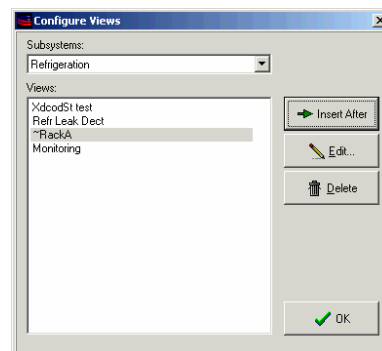 Configure Views
Subsystems:
Refrigeration
Views:
XdcodSt test
Refr Leak Dect
~RackA
Monitoring
Insert After
Edit...
Delete
OK